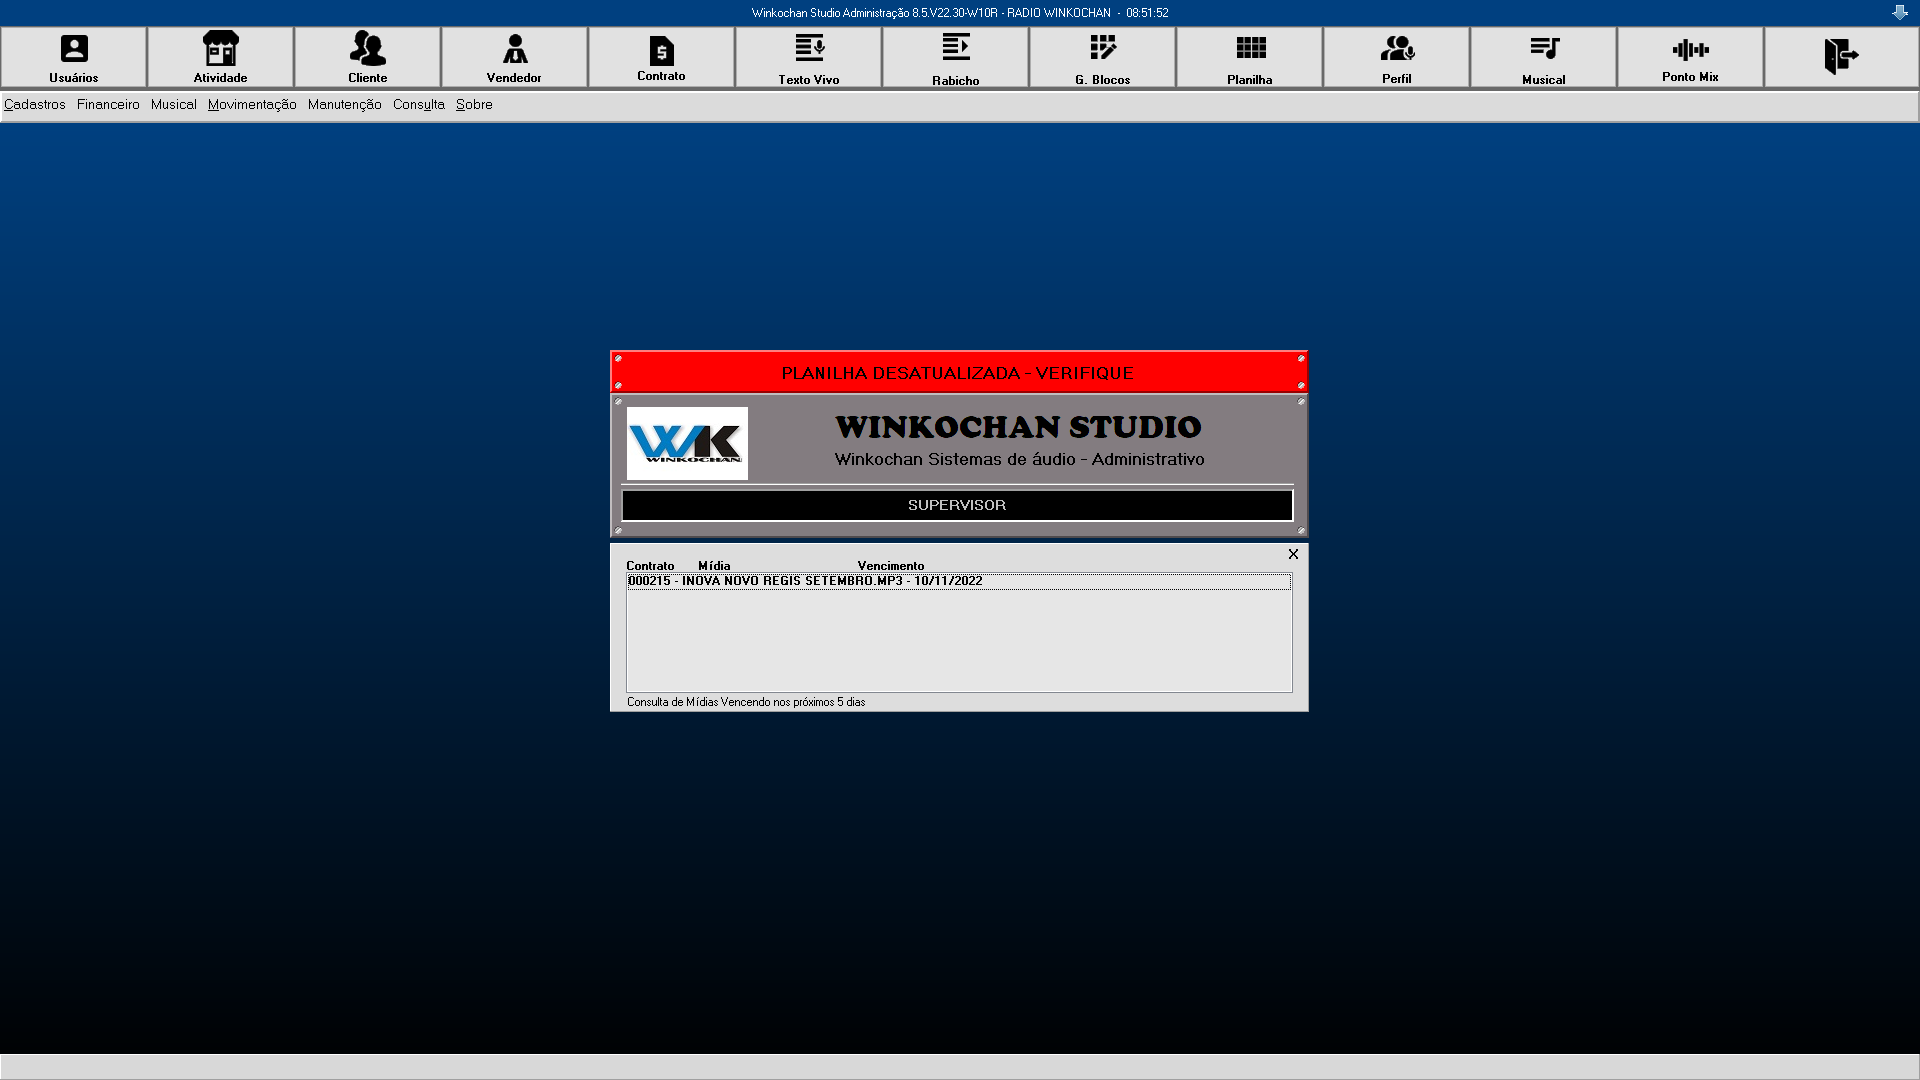 Winkochan Studio Administração 8.5.V22.30-W10R - RADIO WINKOCHAN - 08:51:52
Usuários Atividade Cliente Vendedor Contrato Texto Vivo Rabicho G. Blocos Planilha Perfil Musical Ponto Mix
Cadastros Financeiro Musical Movimentação Manutenção Consulta Sobre
PLANILHA DESATUALIZADA - VERIFIQUE
WK WINKOCHAN
WINKOCHAN STUDIO
Winkochan Sistemas de áudio - Administrativo
SUPERVISOR
X
Contrato Mídia Vencimento
000215 - INOVA NOVO REGIS SETEMBRO.MP3 - 10/11/2022
Consulta de Mídias Vencendo nos próximos 5 dias